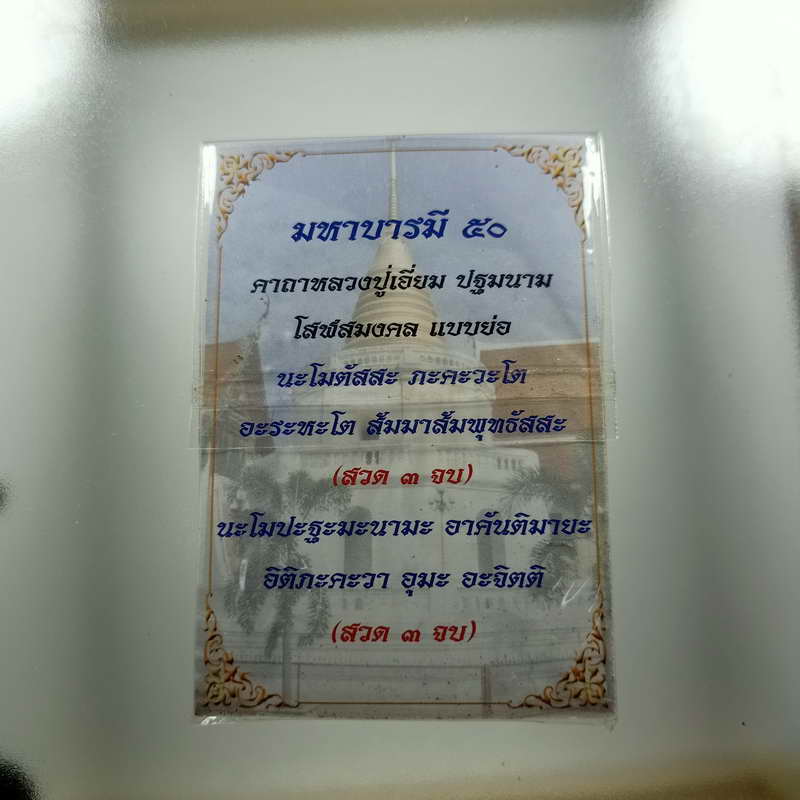 มหาบารมี ๕๐
คาถาหลวงปู่เอี่ยม ปฐมนาม
โสฬสมงคล แบบย่อ
นะโมตัสสะ ภะคะวะโต
อะระหะโต สัมมาสัมพุทธัสสะ
(สวด ๓ จบ)
นะโมปะฐะมะนามะ อาคันติมายะ
อิติภะคะวา อุมะ อะจิตติ
(สวด ๓ จบ)